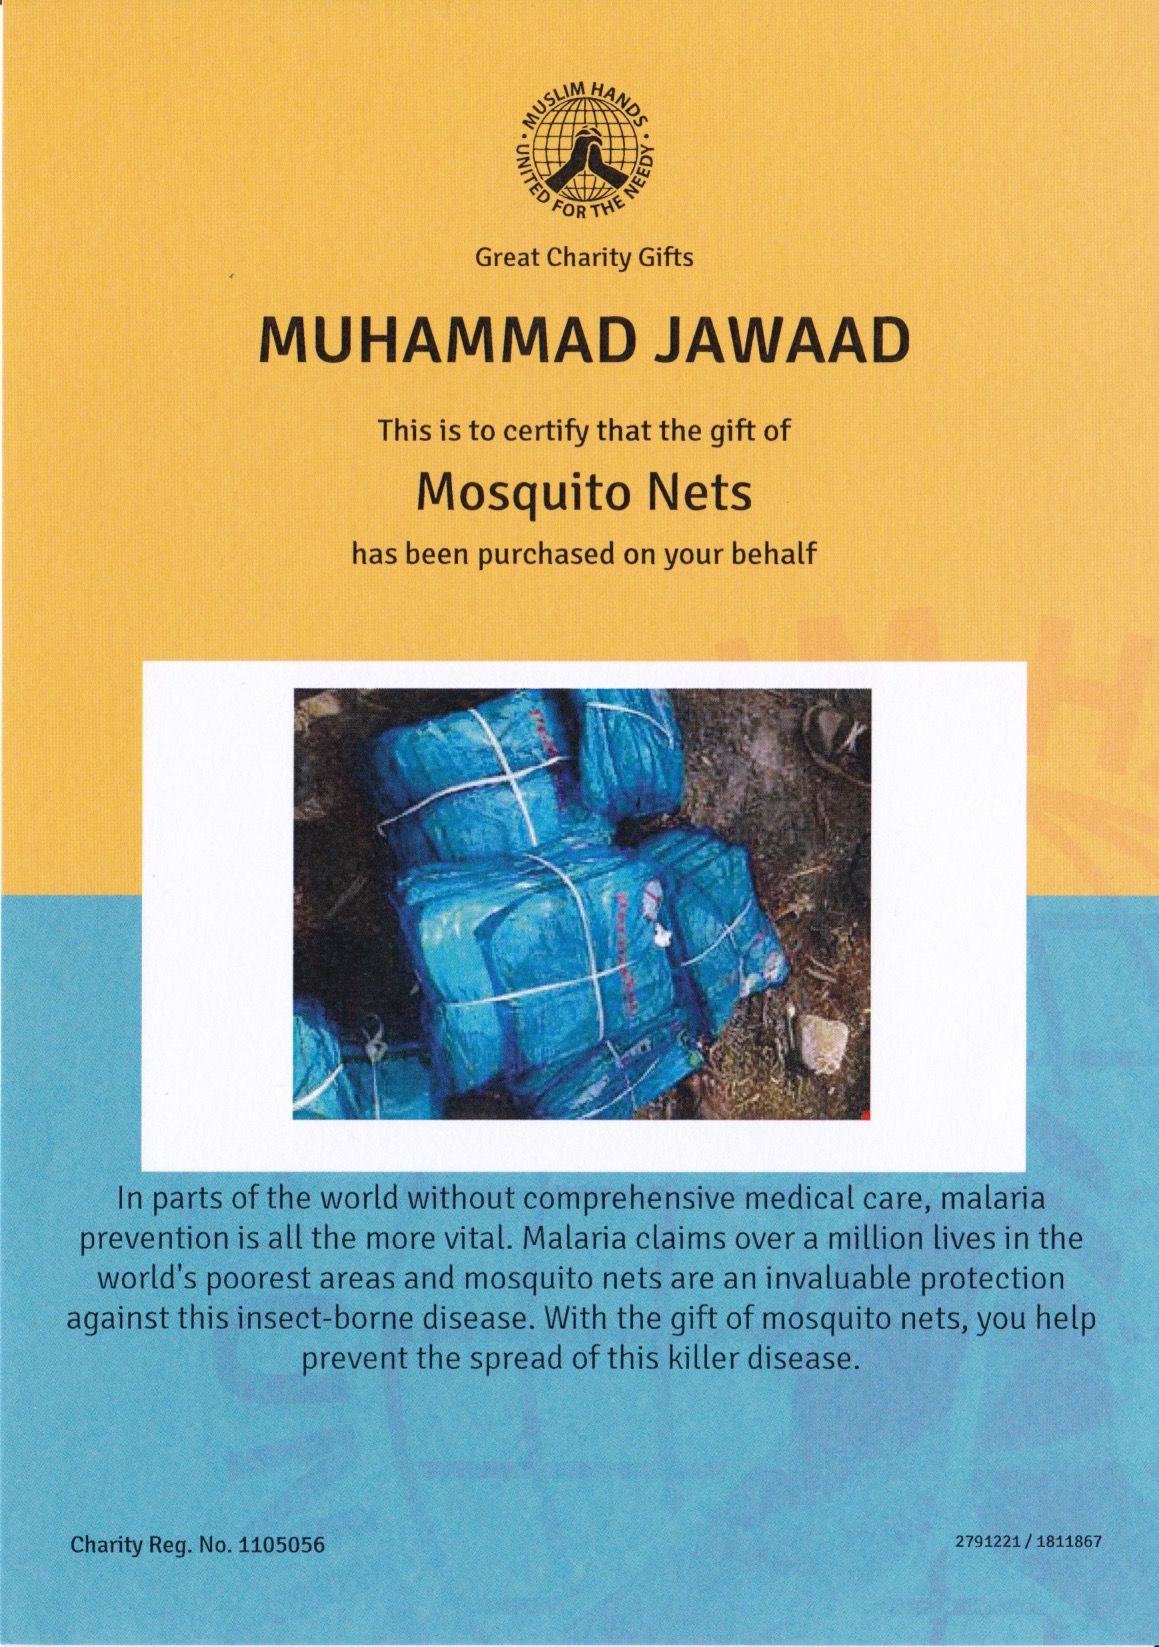 MUSLIM HANDS
UNITED FOR THE NEEDY
Great Charity Gifts
MUHAMMAD JAWAAD
This is to certify that the gift of
Mosquito Nets
has been purchased on your behalf
In parts of the world without comprehensive medical care, malaria
prevention is all the more vital. Malaria claims over a million lives in the
world's poorest areas and mosquito nets are an invaluable protection
against this insect-borne disease. With the gift of mosquito nets, you help
prevent the spread of this killer disease.
Charity Reg. No. 1105056
2791221 / 1811867